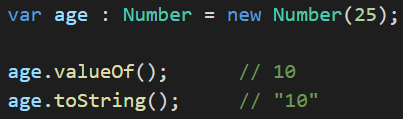 var age : Number = new Number(25);
age.valueOf(); // 10
age.toString(); // "10"